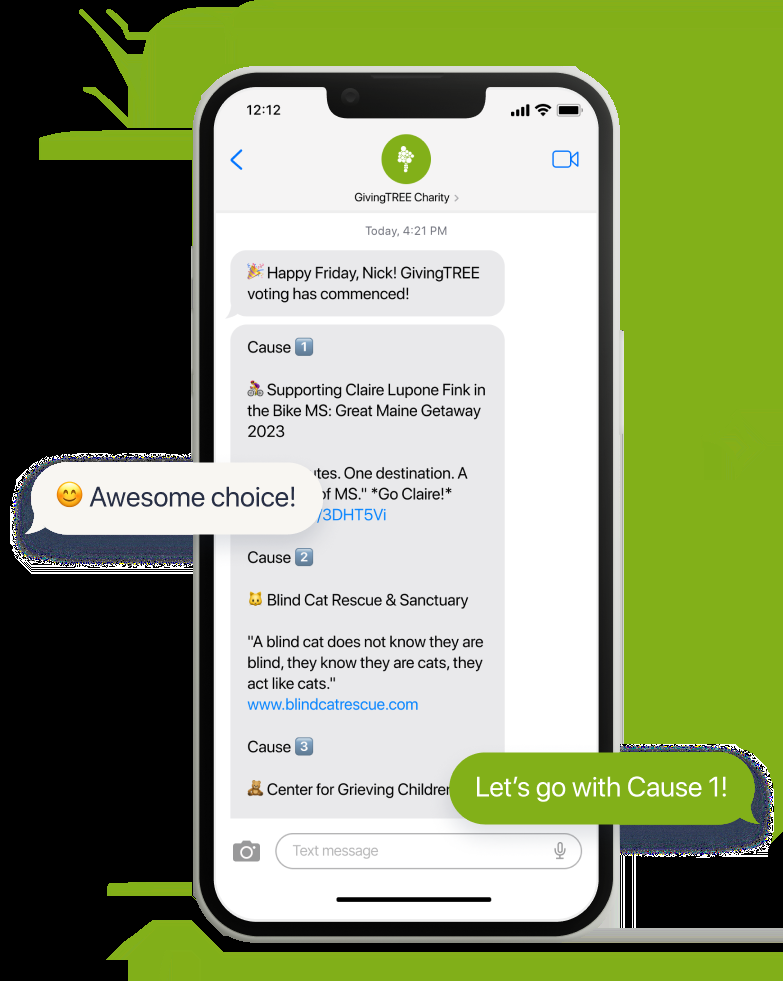 12:12
GivingTREE Charity >
Today, 4:21 PM
🎉 Happy Friday, Nick! GivingTREE
voting has commenced!
Cause 1️⃣
🚴 Supporting Claire Lupone Fink in
the Bike MS: Great Maine Getaway
2023
One destination. A
of MS." *Go Claire!*
/3DHT5Vi
😊 Awesome choice!
Cause 2️⃣
🐱 Blind Cat Rescue & Sanctuary
"A blind cat does not know they are
blind, they know they are cats, they
act like cats."
www.blindcatrescue.com
Cause 3️⃣
🧸 Center for Grieving Children
Let's go with Cause 1!
Text message